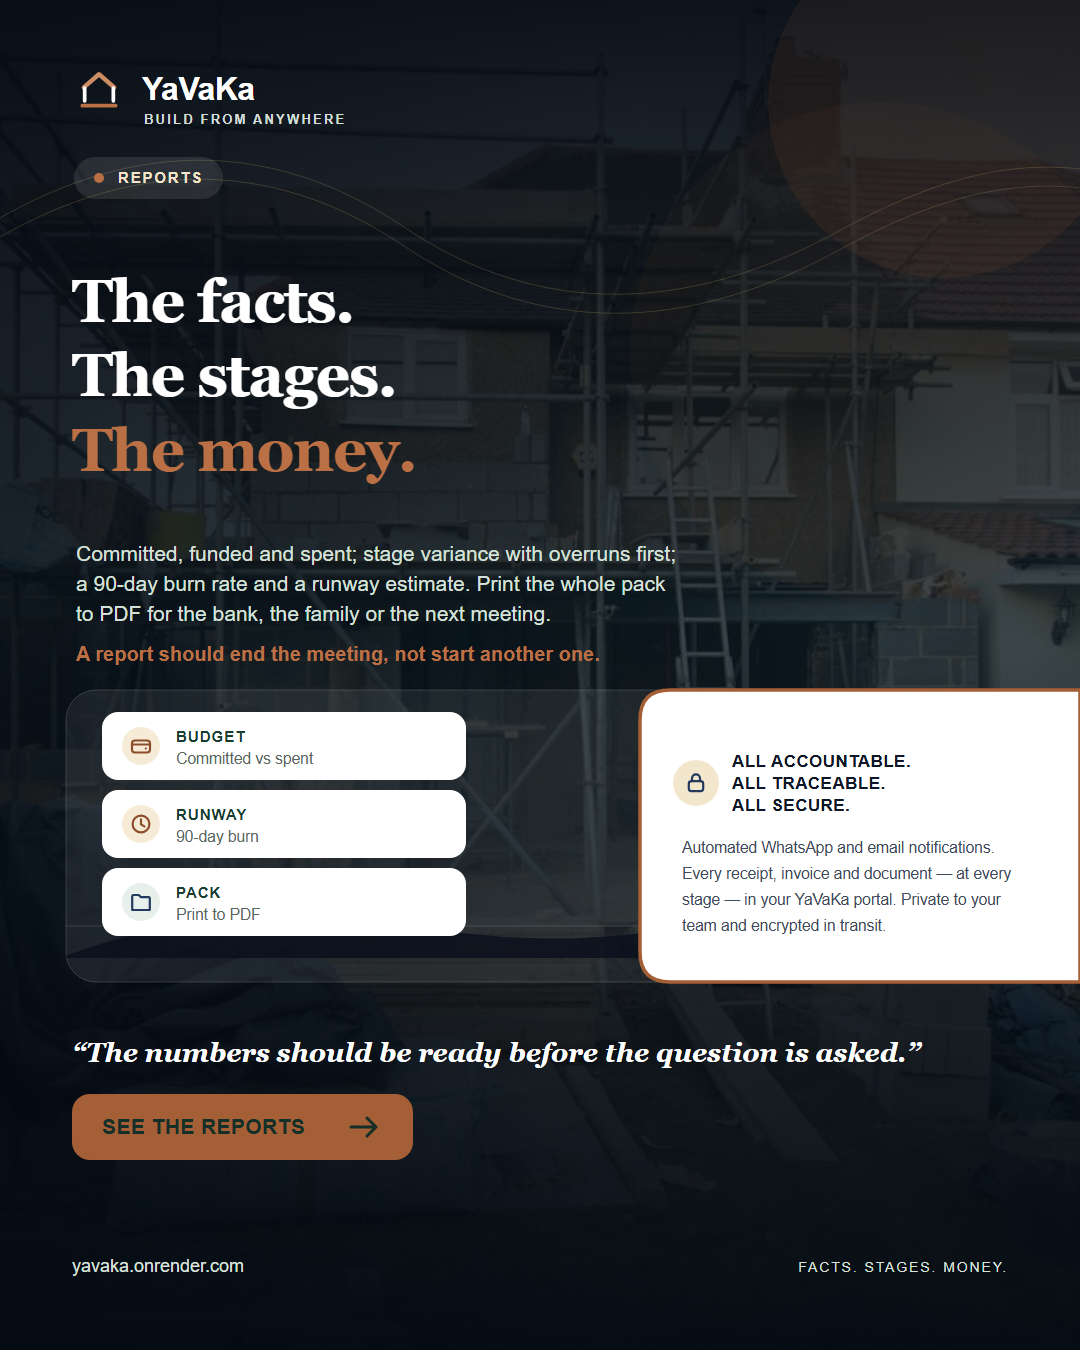 YaVaKa
BUILD FROM ANYWHERE
REPORTS
The facts.
The stages.
The money.
Committed, funded and spent; stage variance with overruns first;
a 90-day burn rate and a runway estimate. Print the whole pack
to PDF for the bank, the family or the next meeting.
A report should end the meeting, not start another one.
BUDGET
Committed vs spent
RUNWAY
90-day burn
PACK
Print to PDF
ALL ACCOUNTABLE.
ALL TRACEABLE.
ALL SECURE.
Automated WhatsApp and email notifications.
Every receipt, invoice and document — at every
stage — in your YaVaKa portal. Private to your
team and encrypted in transit.
“The numbers should be ready before the question is asked.”
SEE THE REPORTS
yavaka.onrender.com
FACTS. STAGES. MONEY.